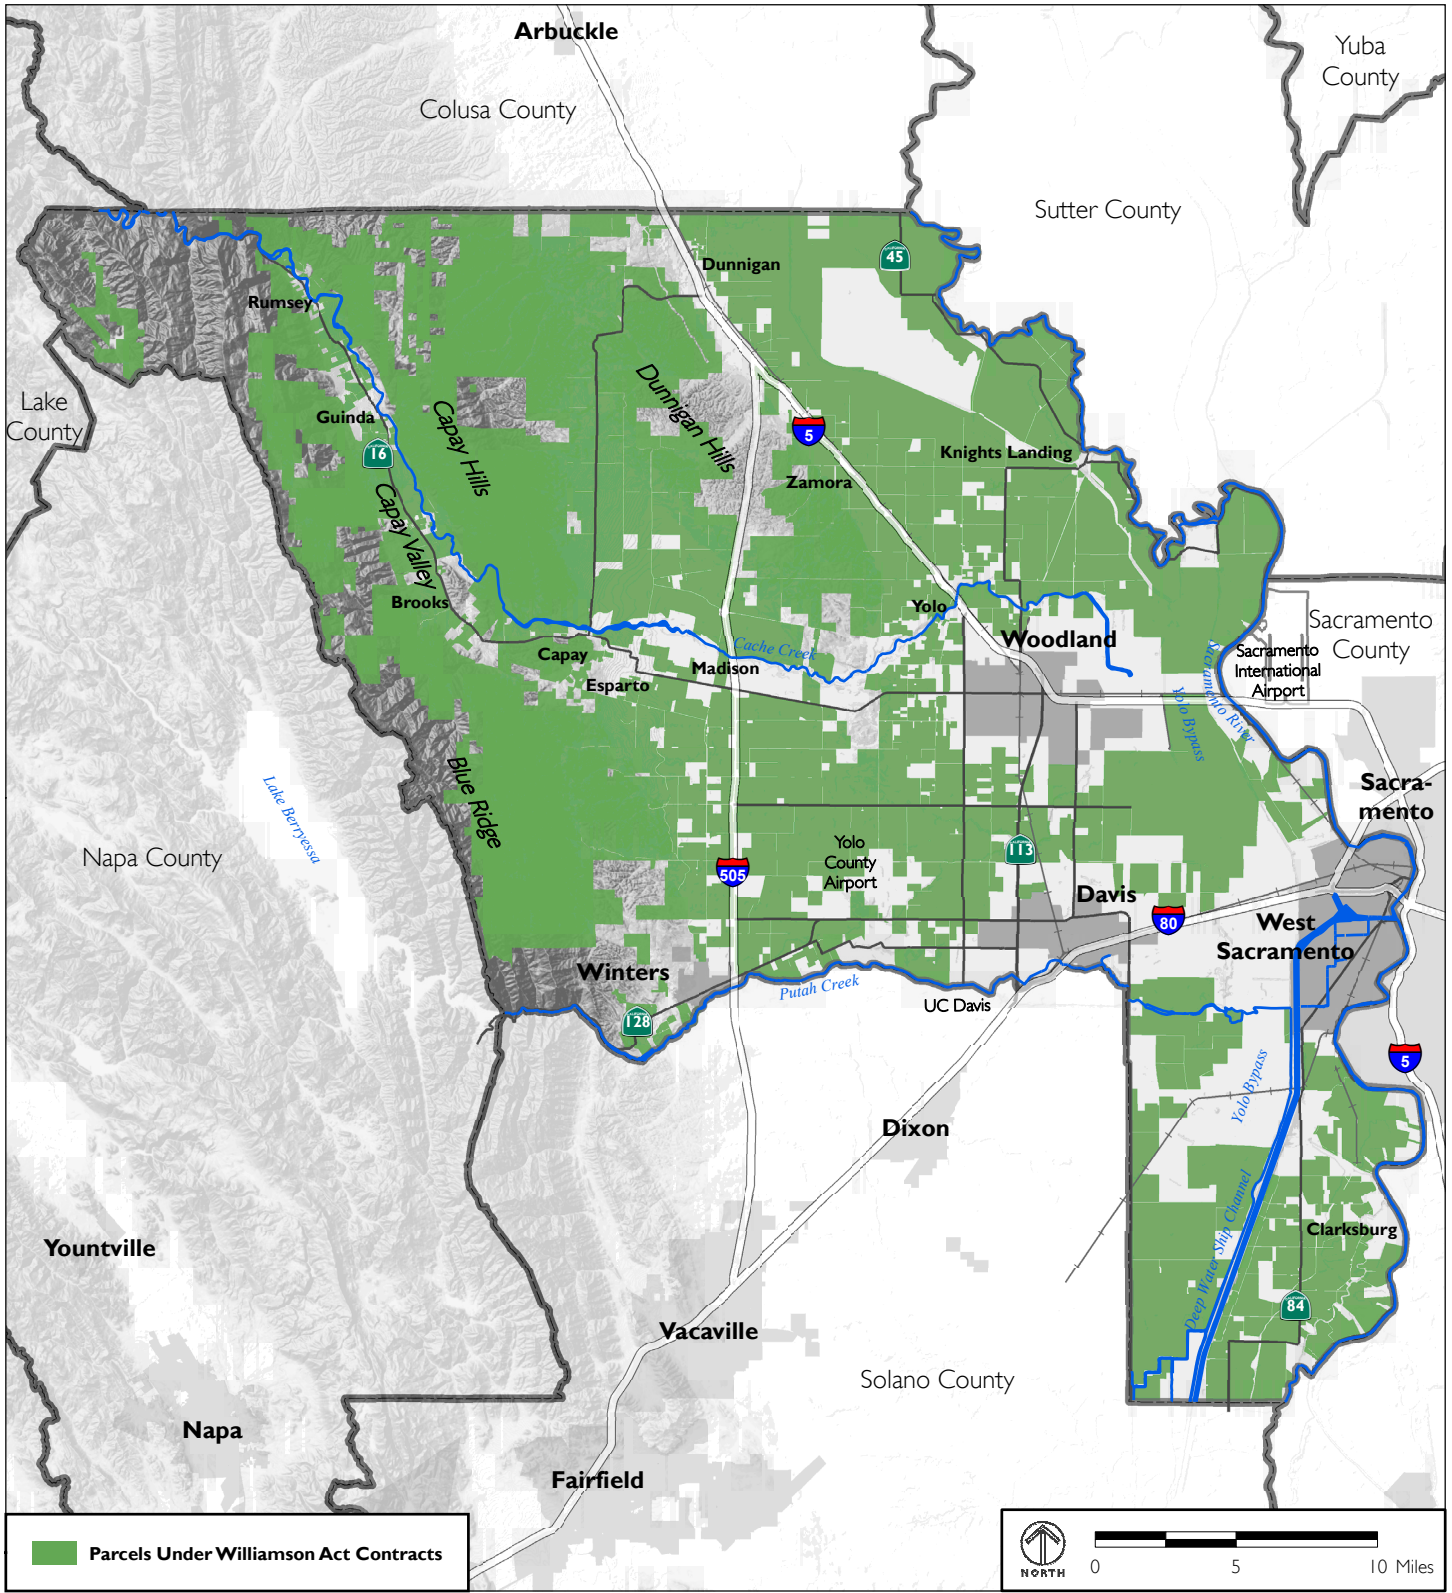 Arbuckle
Yuba
County
Colusa County
Sutter County
45
Dunnigan
Rumsey
Lake
County
Guinda
16
Capay Hills
Dunnigan Hills
5
Knights Landing
Zamora
Capay Valley
Brooks
Yolo
Woodland
Sacramento
County
Cache Creek
Capay
Madison
Esparto
Sacramento
International
Airport
Sacramento River
Yolo Bypass
Blue Ridge
Lake Berryessa
Sacra-
mento
Napa County
Yolo
County
Airport
113
505
Davis
80
West
Sacramento
Winters
Putah Creek
UC Davis
128
5
Yolo Bypass
Dixon
Deep Water Ship Channel
Clarksburg
Yountville
84
Vacaville
Solano County
Napa
Fairfield
Parcels Under Williamson Act Contracts
NORTH
0 5 10 Miles